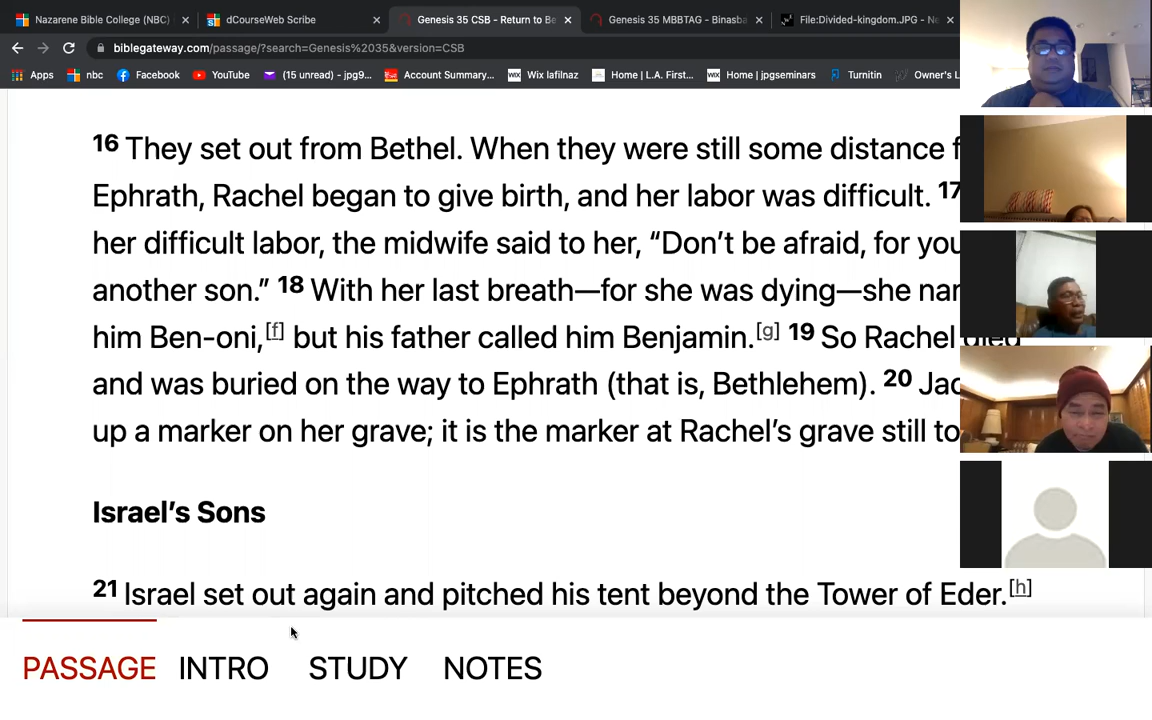 Nazarene Bible College (NBC)
dCourseWeb Scribe
Genesis 35 CSB - Return to Be
Genesis 35 MBBTAG - Binasba
File:Divided-kingdom.JPG - Ne
biblegateway.com/passage/?search=Genesis%2035&version=CSB
Apps nbc Facebook YouTube (15 unread) - jpg9... Account Summary... Wix lafilnaz Home | L.A. First... Home | jpgseminars Turnitin Owner's L
16 They set out from Bethel. When they were still some distance f
Ephrath, Rachel began to give birth, and her labor was difficult. 17
her difficult labor, the midwife said to her, “Don’t be afraid, for you
another son.” 18 With her last breath—for she was dying—she nar
him Ben-oni,[f] but his father called him Benjamin.[g] 19 So Rachel died
and was buried on the way to Ephrath (that is, Bethlehem). 20 Jac
up a marker on her grave; it is the marker at Rachel’s grave still to
Israel’s Sons
21 Israel set out again and pitched his tent beyond the Tower of Eder.[h]
PASSAGE INTRO STUDY NOTES